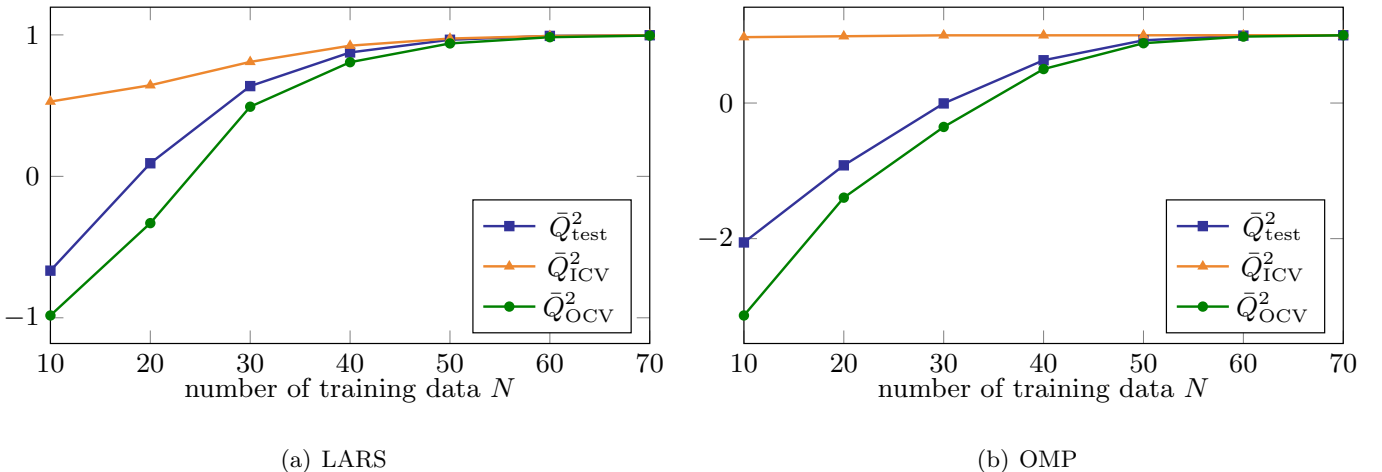 1
0
−1
10 20 30 40 50 60 70
number of training data N
Q̄²test
Q̄²ICV
Q̄²OCV
(a) LARS
0
−2
10 20 30 40 50 60 70
number of training data N
Q̄²test
Q̄²ICV
Q̄²OCV
(b) OMP